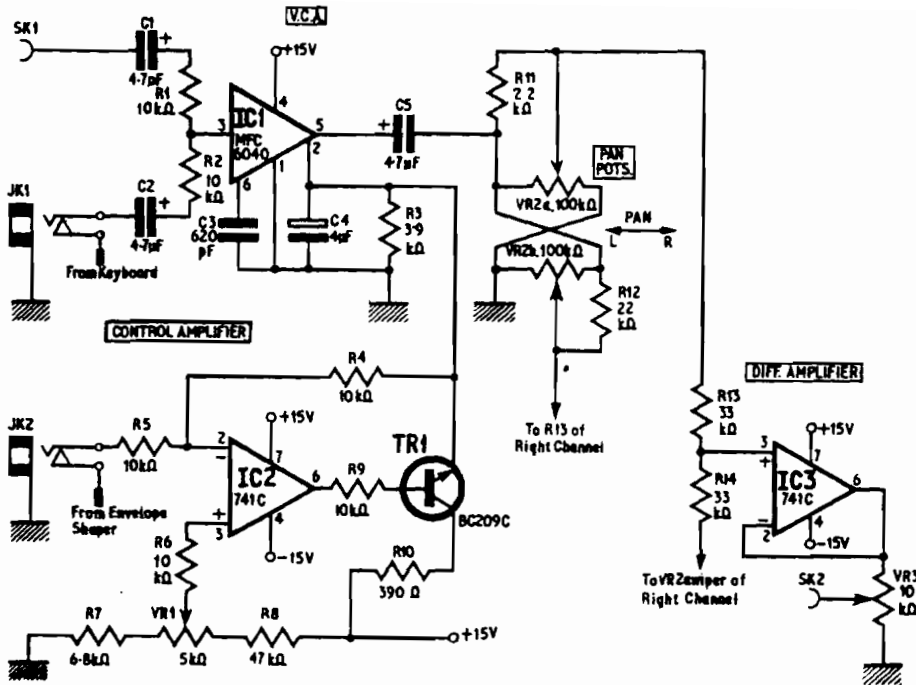 V.C.A.
SK1
C1
+
4·7µF
R1
10kΩ
+15V
4
IC1
MFC
6040
3
5
2
6
1
R2
10
kΩ
JK1
C2
+
4·7µF
From Keyboard
C3
620
pF
C4
4µF
R3
3·9
kΩ
C5
+
4·7µF
R11
22
kΩ
PAN
POTS.
VR2a,100kΩ
PAN
L
R
VR2b,100kΩ
R12
22
kΩ
To R13 of
Right Channel
CONTROL AMPLIFIER
R4
10kΩ
JK2
R5
10kΩ
From Envelope
Shaper
+15V
2
-
7
IC2
741C
6
+
3
4
-15V
R6
10
kΩ
R9
10kΩ
TR1
BC209C
R10
390 Ω
R7
6·8kΩ
VR1
5kΩ
R8
47kΩ
+15V
DIFF. AMPLIFIER
R13
33
kΩ
R14
33
kΩ
+15V
3
+
7
IC3
741C
6
-
2
4
-15V
To VR2a wiper of
Right Channel
SK2
VR3
10
kΩ